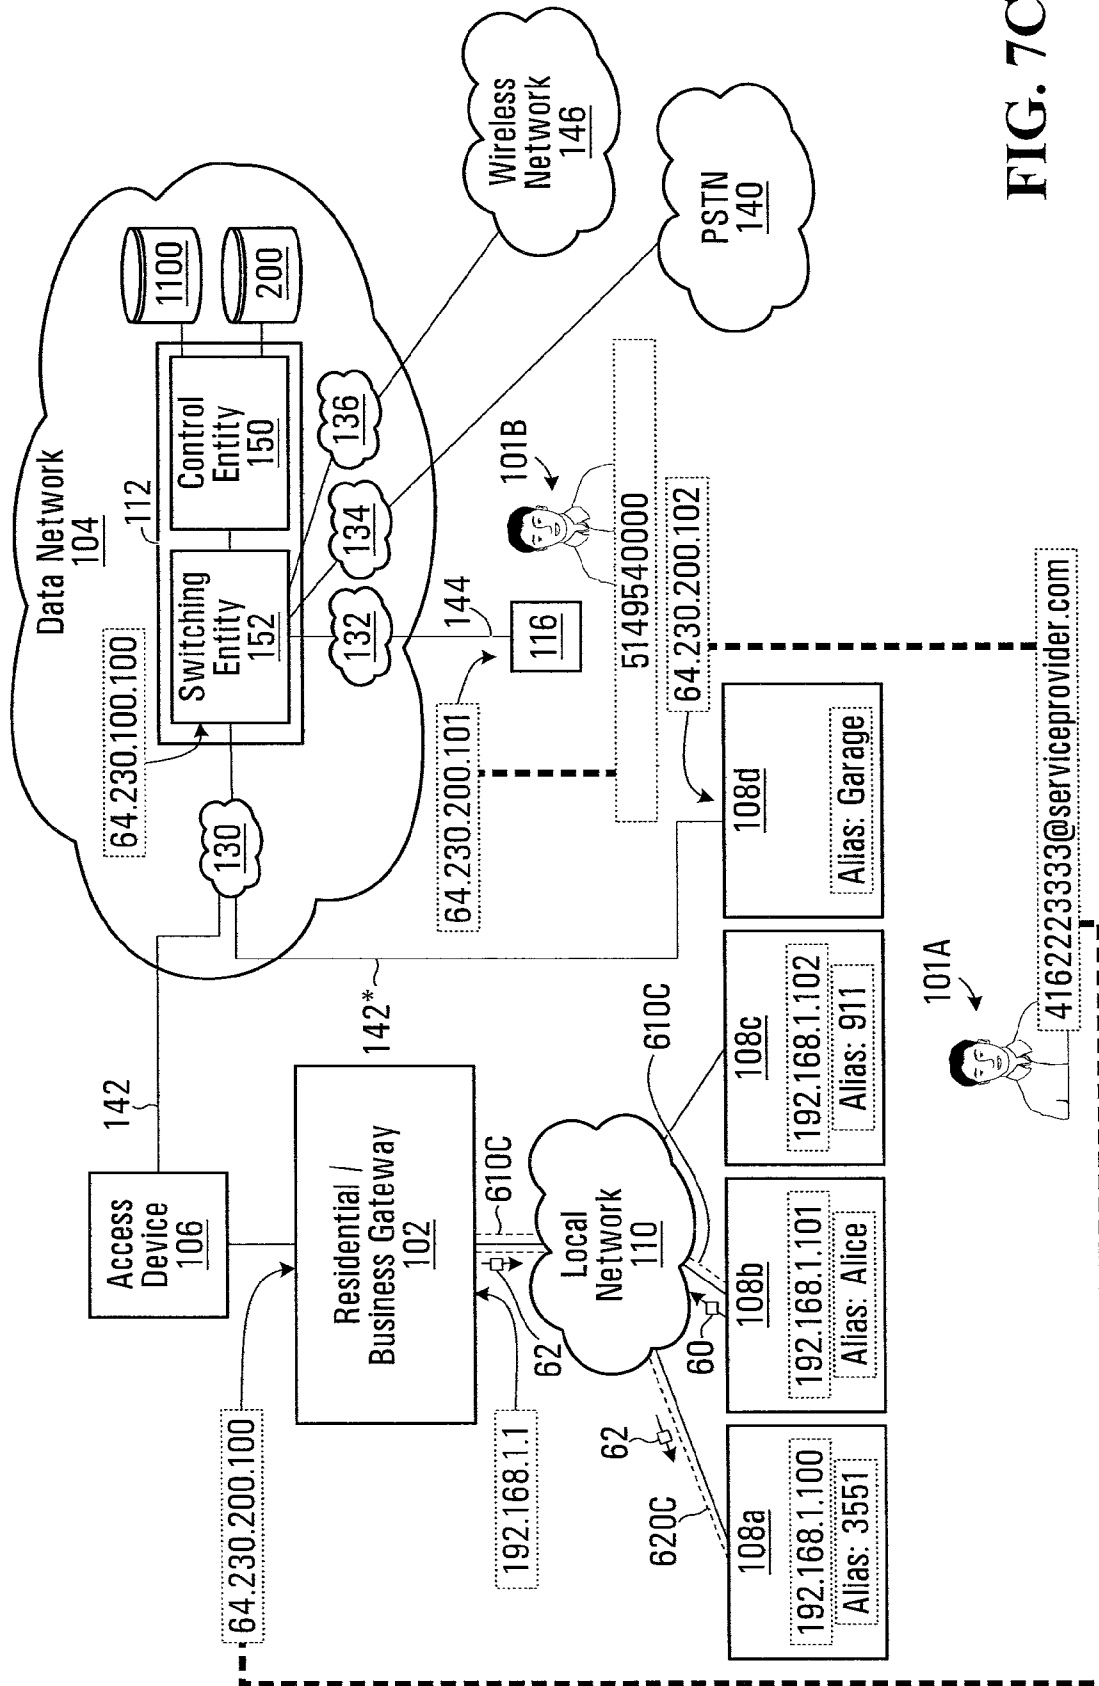 Data Network
104
64.230.100.100
112
Switching
Entity
152
Control
Entity
150
1100
200
130
132
134
136
Wireless
Network
146
PSTN
140
142
142*
144
116
64.230.200.101
101B
5149540000
64.230.200.102
Access
Device
106
64.230.200.100
Residential /
Business Gateway
102
192.168.1.1
62
610C
Local
Network
110
610C
62
620C
60
108a
192.168.1.100
Alias: 3551
108b
192.168.1.101
Alias: Alice
108c
192.168.1.102
Alias: 911
108d
Alias: Garage
101A
4162223333@serviceprovider.com
FIG. 7C